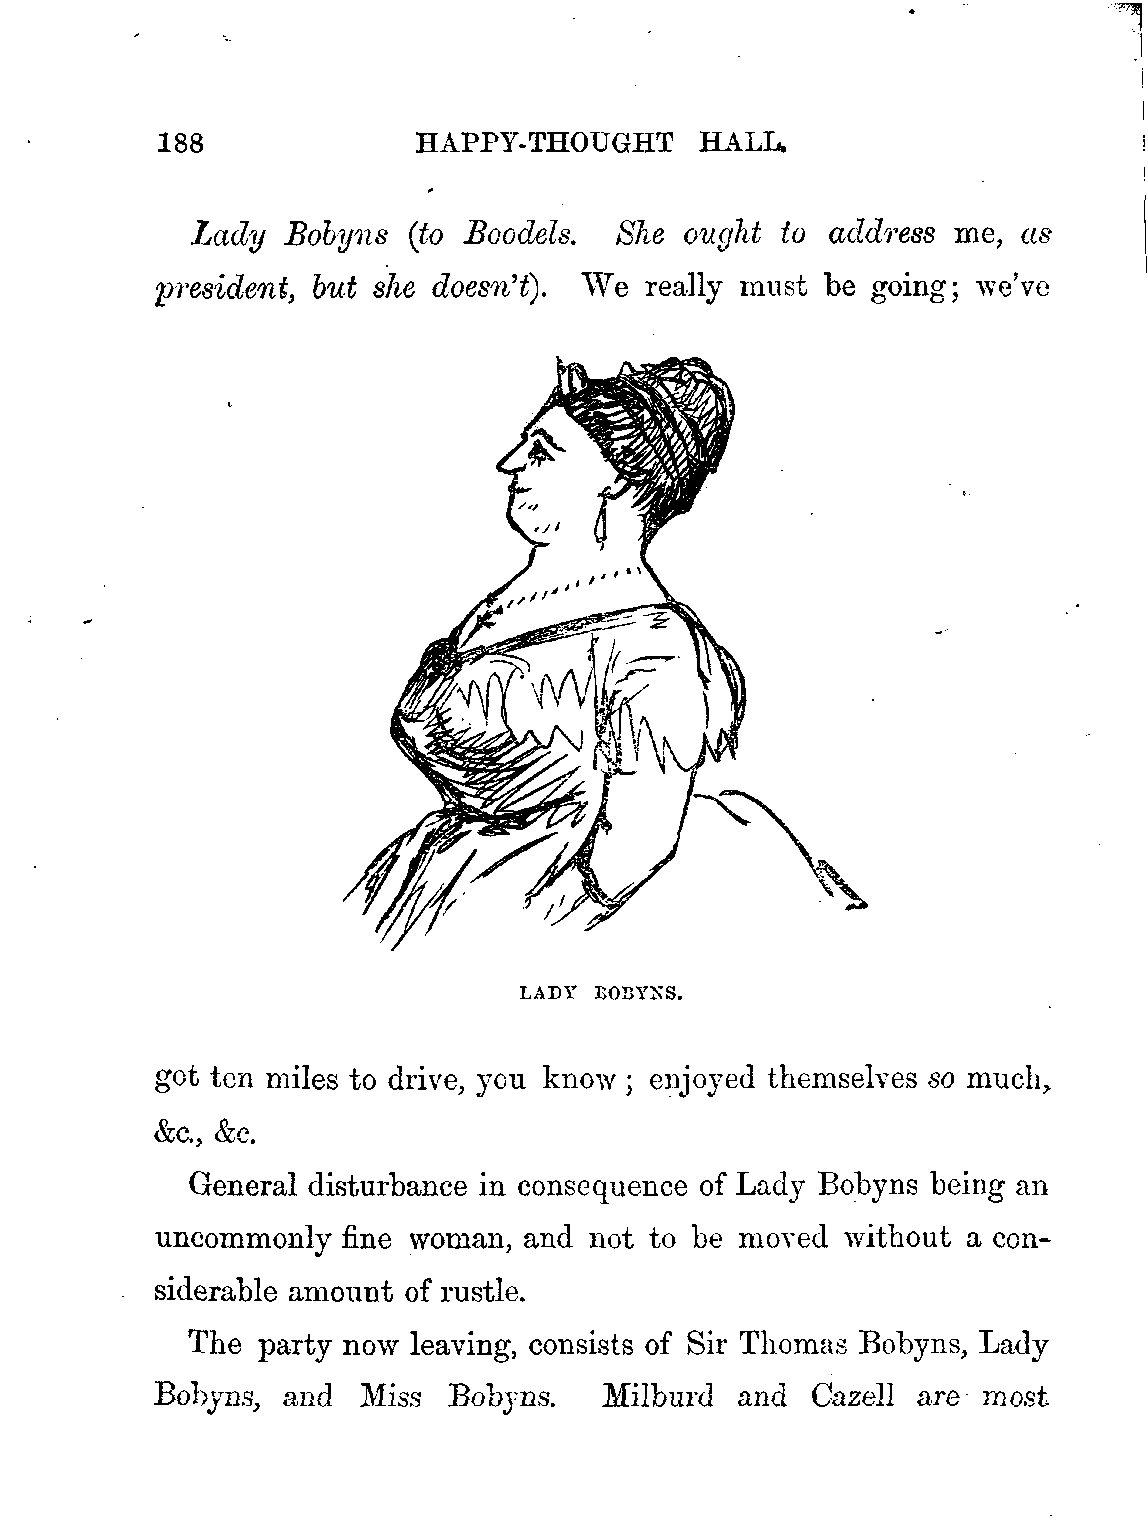 188 HAPPY-THOUGHT HALL.
Lady Bobyns (to Boodels. She ought to address me, as
president, but she doesn't). We really must be going; we've
LADY BOBYNS.
got ten miles to drive, you know; enjoyed themselves so much,
&c., &c.
General disturbance in consequence of Lady Bobyns being an
uncommonly fine woman, and not to be moved without a con-
siderable amount of rustle.
The party now leaving, consists of Sir Thomas Bobyns, Lady
Bobyns, and Miss Bobyns. Milburd and Cazell are most